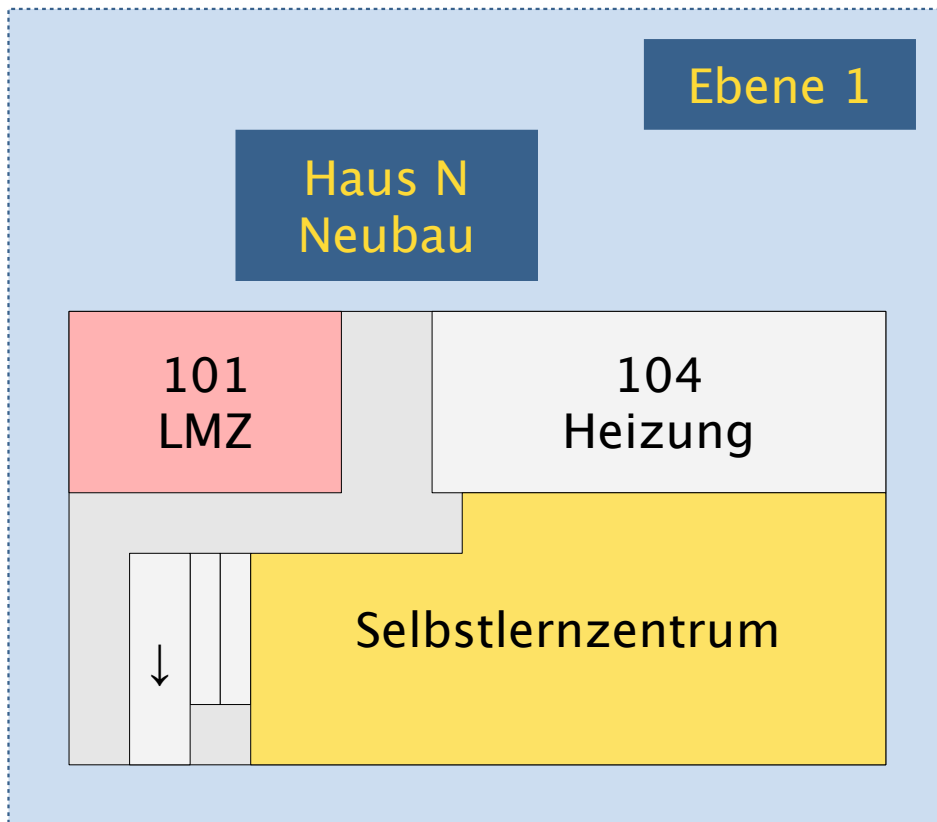 Ebene 1
Haus N
Neubau
101
LMZ
104
Heizung
Selbstlernzentrum
↓